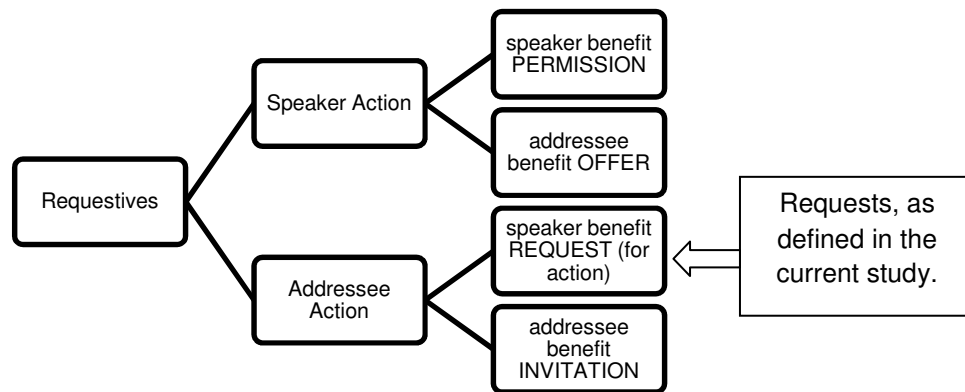 speaker benefit
PERMISSION
Speaker Action
addressee
benefit OFFER
Requestives
speaker benefit
REQUEST (for
action)
Addressee
Action
addressee
benefit
INVITATION
Requests, as
defined in the
current study.